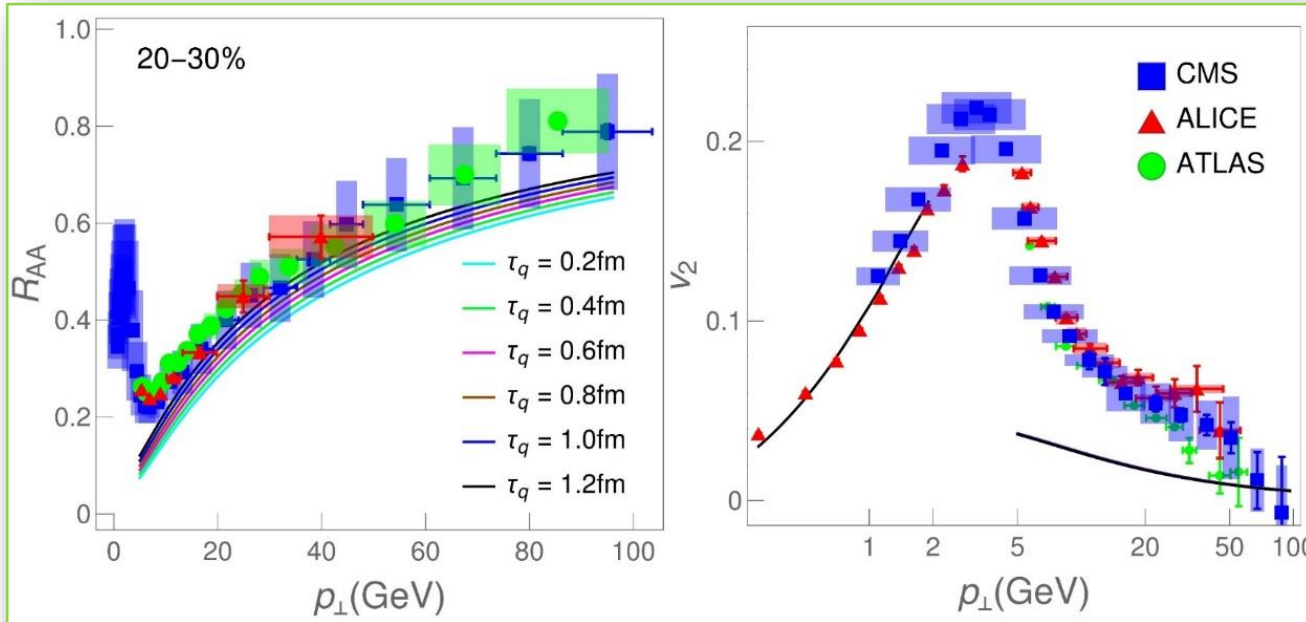 20–30%
R_AA
1.0
0.8
0.6
0.4
0.2
0
τ_q = 0.2fm
τ_q = 0.4fm
τ_q = 0.6fm
τ_q = 0.8fm
τ_q = 1.0fm
τ_q = 1.2fm
0 20 40 60 80 100
p⊥(GeV)
v_2
0.2
0.1
0
CMS
ALICE
ATLAS
1 2 5 20 50 100
p⊥(GeV)